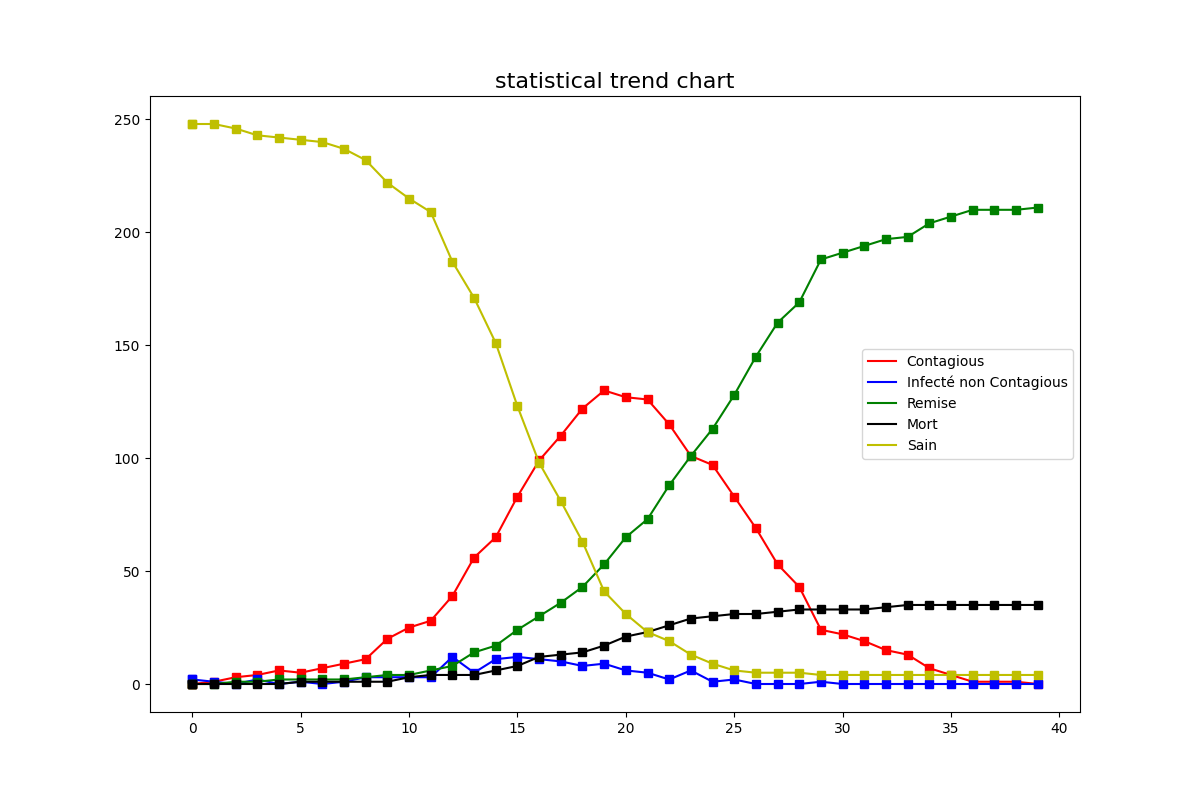 statistical trend chart
250
200
150
100
50
0
Contagious
Infecté non Contagious
Remise
Mort
Sain
0 5 10 15 20 25 30 35 40